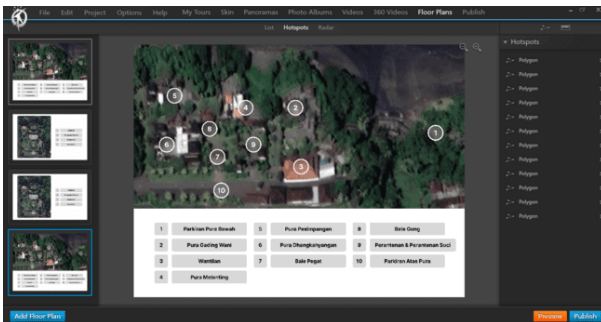 File Edit Project Options Help My Tours Skin Panoramas Photo Albums Videos 360 Videos Floor Plans Publish
List Hotspots Radar
Hotspots
Polygon
Polygon
Polygon
Polygon
Polygon
Polygon
Polygon
Polygon
Polygon
Polygon
5
4
2
8
1
6
9
7
3
10
1 Parkiran Pura Bawah 5 Pura Pesimpangan 8 Bale Gong
2 Pura Gading Wani 6 Pura Dhangkahyangan 9 Perantenan & Perantenan Suci
3 Wantilan 7 Bale Pegat 10 Parkiran Atas Pura
4 Pura Melanting
Add Floor Plan Preview Publish